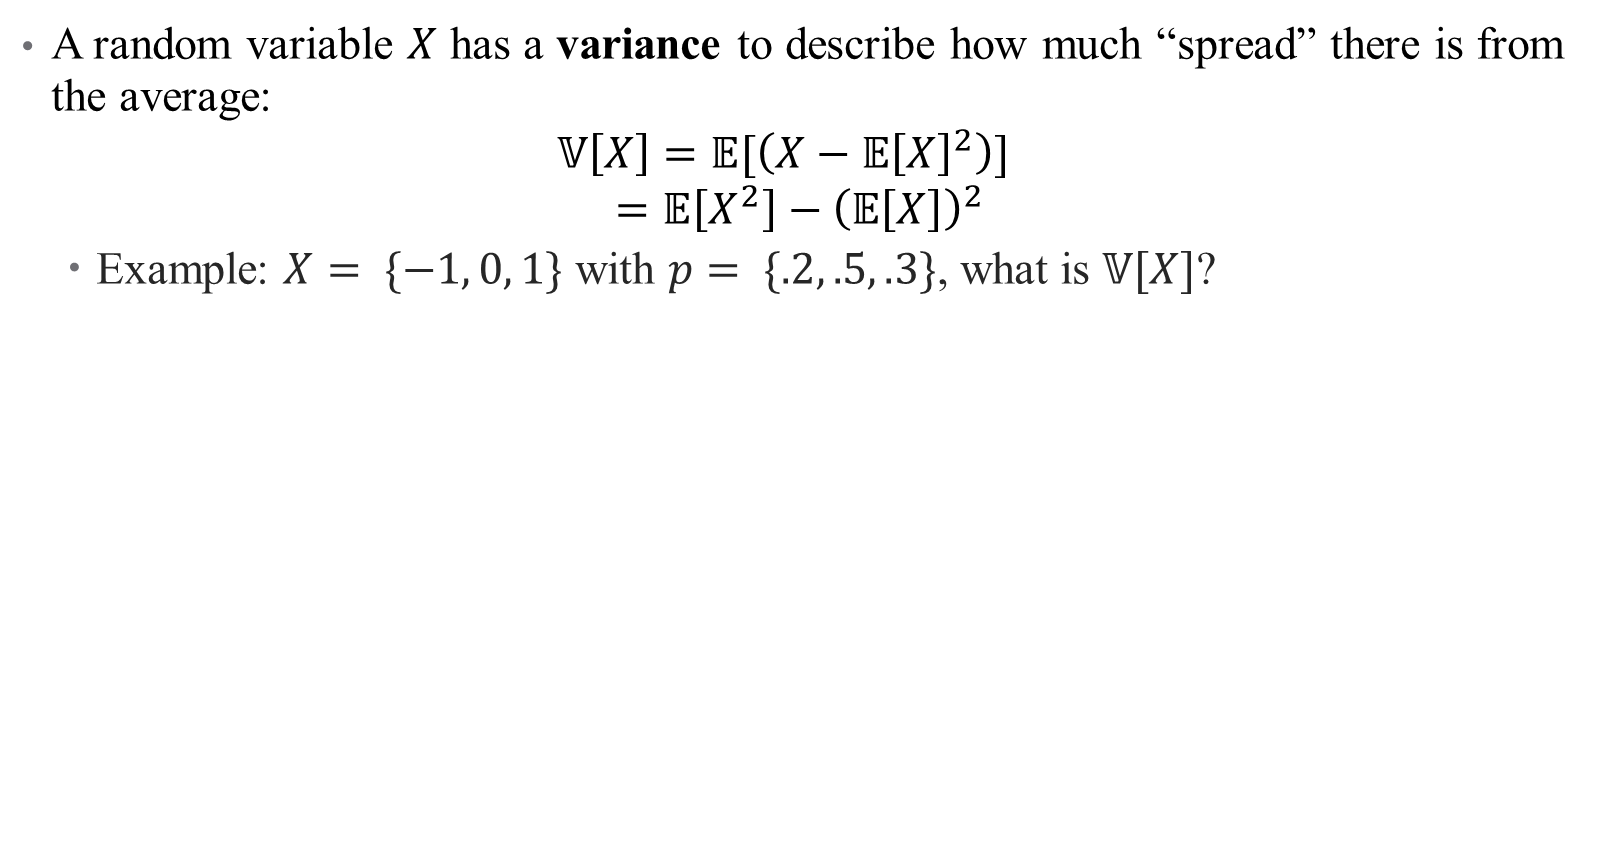 • A random variable 𝑋 has a variance to describe how much “spread” there is from
the average:
𝕍[𝑋] = 𝔼[(𝑋 − 𝔼[𝑋]²)]
= 𝔼[𝑋²] − (𝔼[𝑋])²
• Example: 𝑋 = {−1, 0, 1} with 𝑝 = {.2, .5, .3}, what is 𝕍[𝑋]?